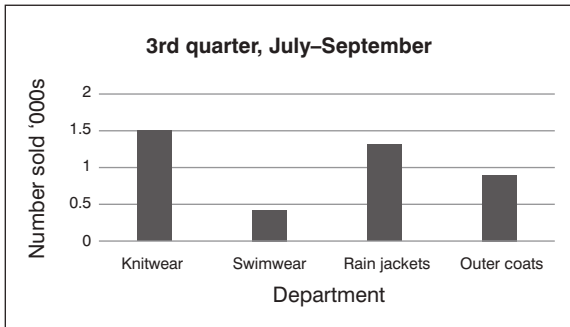 3rd quarter, July–September
Number sold ‘000s
2
1.5
1
0.5
0
Knitwear
Swimwear
Rain jackets
Outer coats
Department